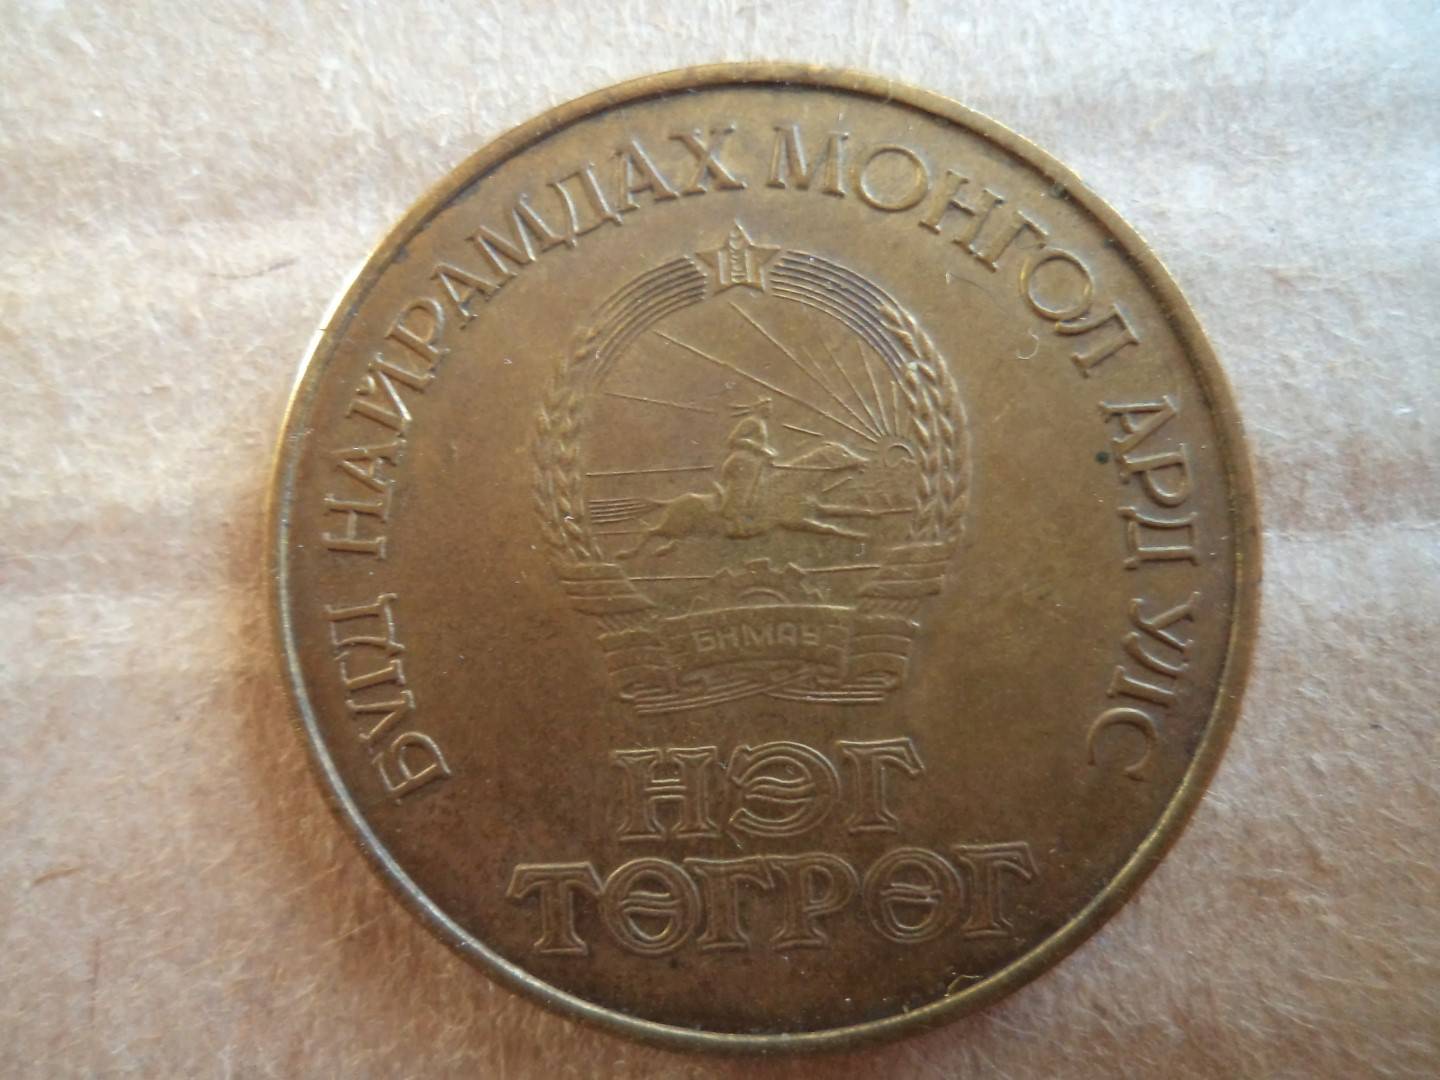 БҮГД НАЙРАМДАХ МОНГОЛ АРД УЛС
БНМАУ
НЭГ
ТӨГРӨГ